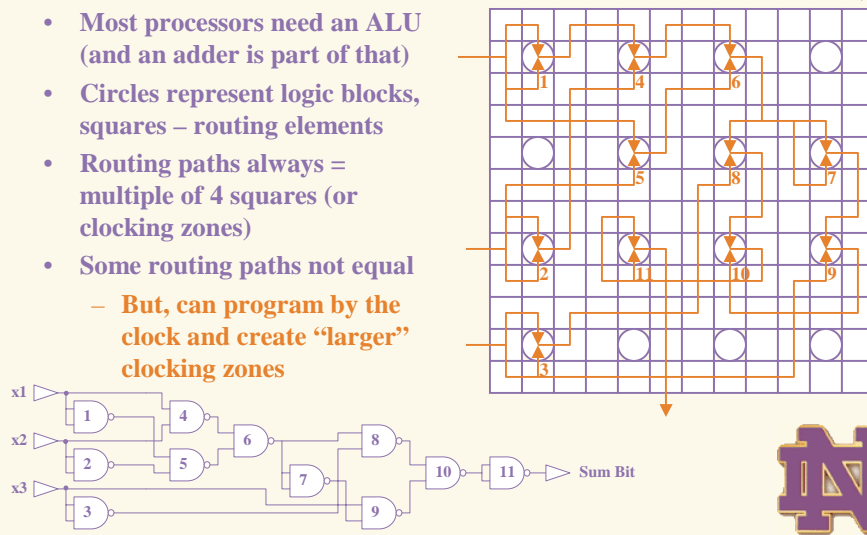 • Most processors need an ALU
(and an adder is part of that)
• Circles represent logic blocks,
squares – routing elements
• Routing paths always =
multiple of 4 squares (or
clocking zones)
• Some routing paths not equal
– But, can program by the
clock and create “larger”
clocking zones
1 4 6
5 8 7
2 11 10 9
3
x1
1 4
x2
6 8
2 5
7 10 11 Sum Bit
x3
3 9
ND